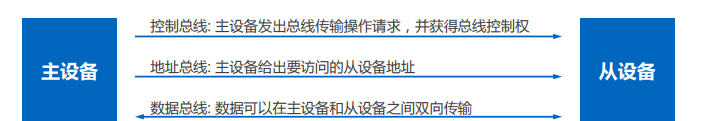 控制总线: 主设备发出总线传输操作请求，并获得总线控制权
主设备
地址总线: 主设备给出要访问的从设备地址
从设备
数据总线: 数据可以在主设备和从设备之间双向传输